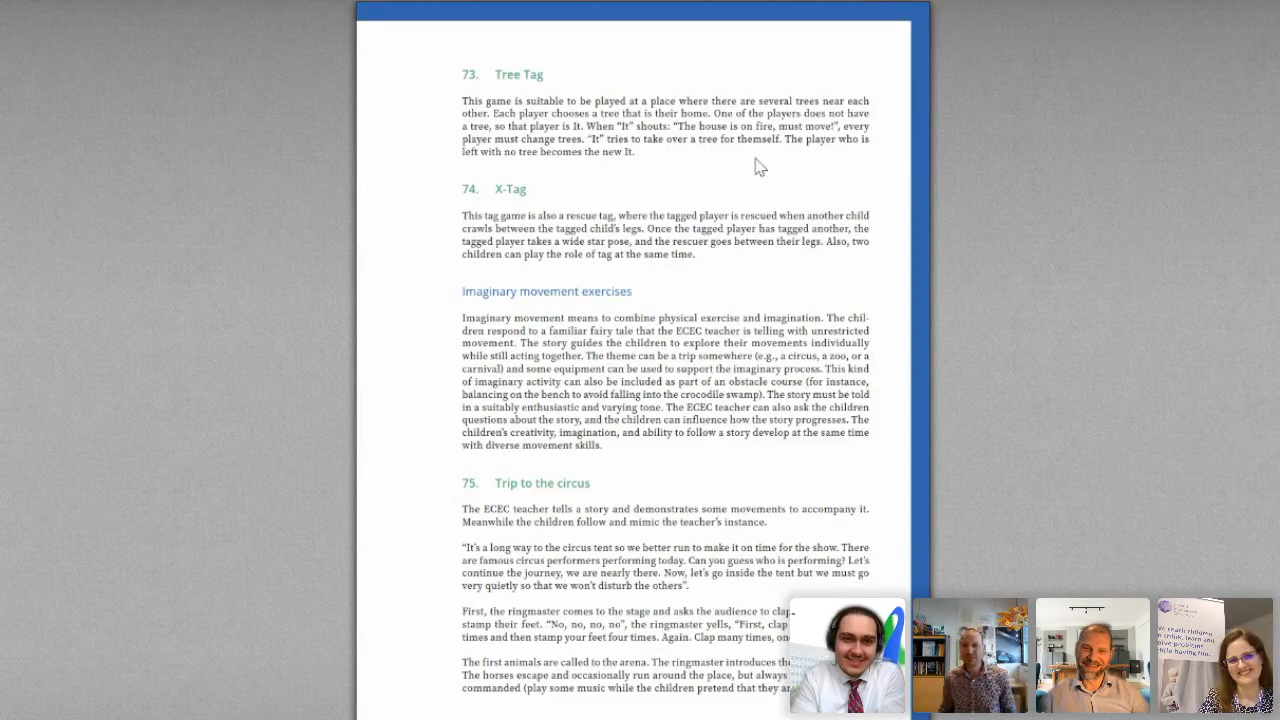 73. Tree Tag
This game is suitable to be played at a place where there are several trees near each
other. Each player chooses a tree that is their home. One of the players does not have
a tree, so that player is It. When “It” shouts: “The house is on fire, must move!”, every
player must change trees. “It” tries to take over a tree for themself. The player who is
left with no tree becomes the new It.
74. X-Tag
This tag game is also a rescue tag, where the tagged player is rescued when another child
crawls between the tagged child’s legs. Once the tagged player has tagged another, the
tagged player takes a wide star pose, and the rescuer goes between their legs. Also, two
children can play the role of tag at the same time.
Imaginary movement exercises
Imaginary movement means to combine physical exercise and imagination. The chil-
dren respond to a familiar fairy tale that the ECEC teacher is telling with unrestricted
movement. The story guides the children to explore their movements individually
while still acting together. The theme can be a trip somewhere (e.g., a circus, a zoo, or a
carnival) and some equipment can be used to support the imaginary process. This kind
of imaginary activity can also be included as part of an obstacle course (for instance,
balancing on the bench to avoid falling into the crocodile swamp). The story must be told
in a suitably enthusiastic and varying tone. The ECEC teacher can also ask the children
questions about the story, and the children can influence how the story progresses. The
children’s creativity, imagination, and ability to follow a story develop at the same time
with diverse movement skills.
75. Trip to the circus
The ECEC teacher tells a story and demonstrates some movements to accompany it.
Meanwhile the children follow and mimic the teacher’s instance.
“It’s a long way to the circus tent so we better run to make it on time for the show. There
are famous circus performers performing today. Can you guess who is performing? Let’s
continue the journey, we are nearly there. Now, let’s go inside the tent but we must go
very quietly so that we won’t disturb the others”.
First, the ringmaster comes to the stage and asks the audience to clap
stamp their feet. “No, no, no, no”, the ringmaster yells, “First, clap
times and then stamp your feet four times. Again. Clap many times,
The first animals are called to the arena. The ringmaster introduces
The horses escape and occasionally run around the place, but always
commanded (play some music while the children pretend that they